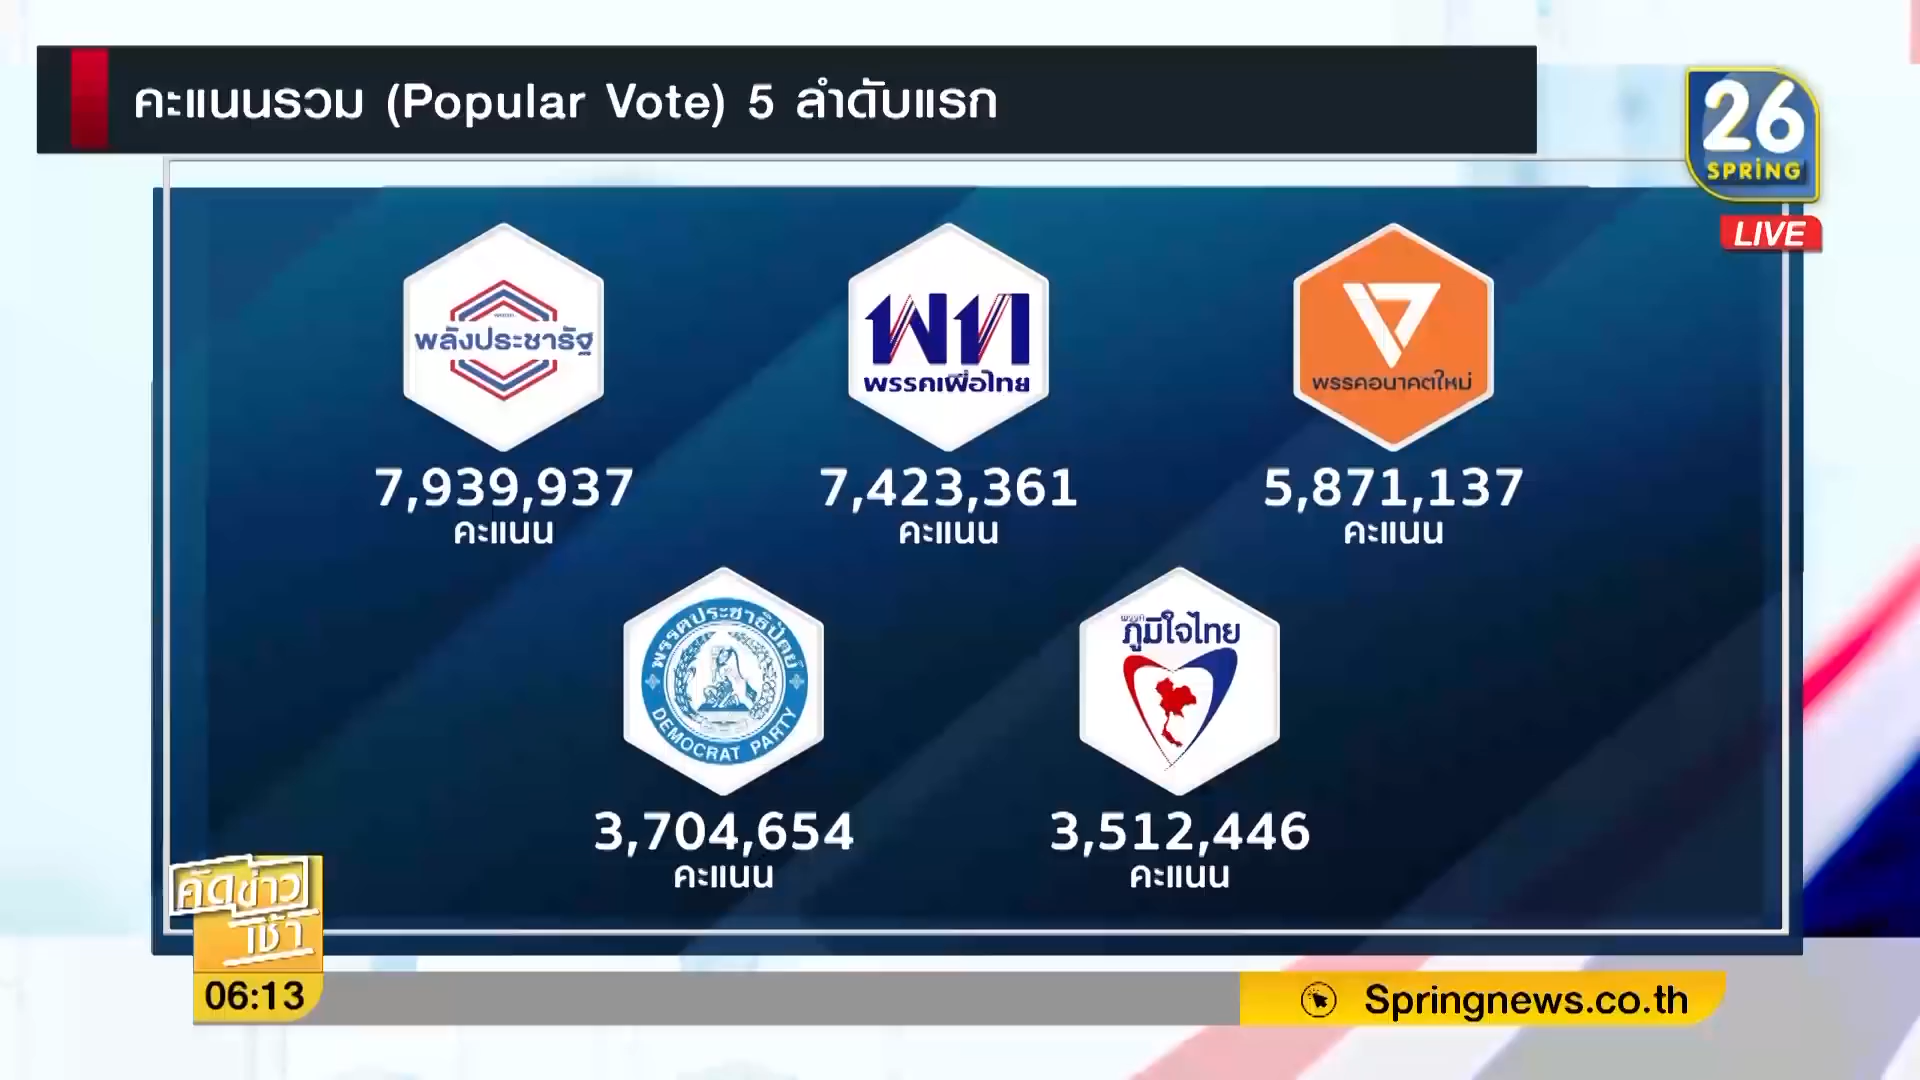 คะแนนรวม (Popular Vote) 5 ลำดับแรก
26
SPRiNG
LIVE
พลังประชารัฐ
พท
พรรคเพื่อไทย
พรรคอนาคตใหม่
7,939,937
คะแนน
7,423,361
คะแนน
5,871,137
คะแนน
พรรคประชาธิปัตย์
DEMOCRAT PARTY
พรรค
ภูมิใจไทย
3,704,654
คะแนน
3,512,446
คะแนน
คัดข่าว
เช้า
06:13
Springnews.co.th